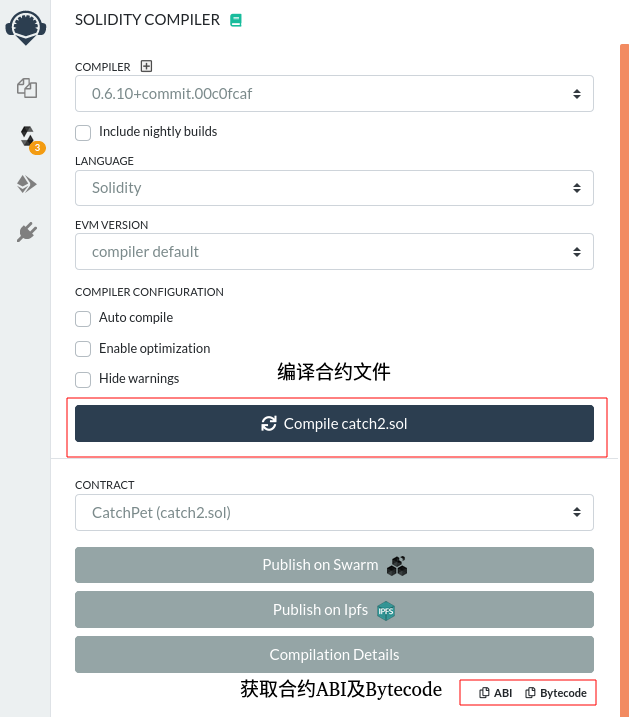 SOLIDITY COMPILER
COMPILER
0.6.10+commit.00c0fcaf
Include nightly builds
LANGUAGE
3
Solidity
EVM VERSION
compiler default
COMPILER CONFIGURATION
Auto compile
Enable optimization
Hide warnings
编译合约文件
Compile catch2.sol
CONTRACT
CatchPet (catch2.sol)
Publish on Swarm
Publish on Ipfs IPFS
Compilation Details
获取合约ABI及Bytecode ABI Bytecode